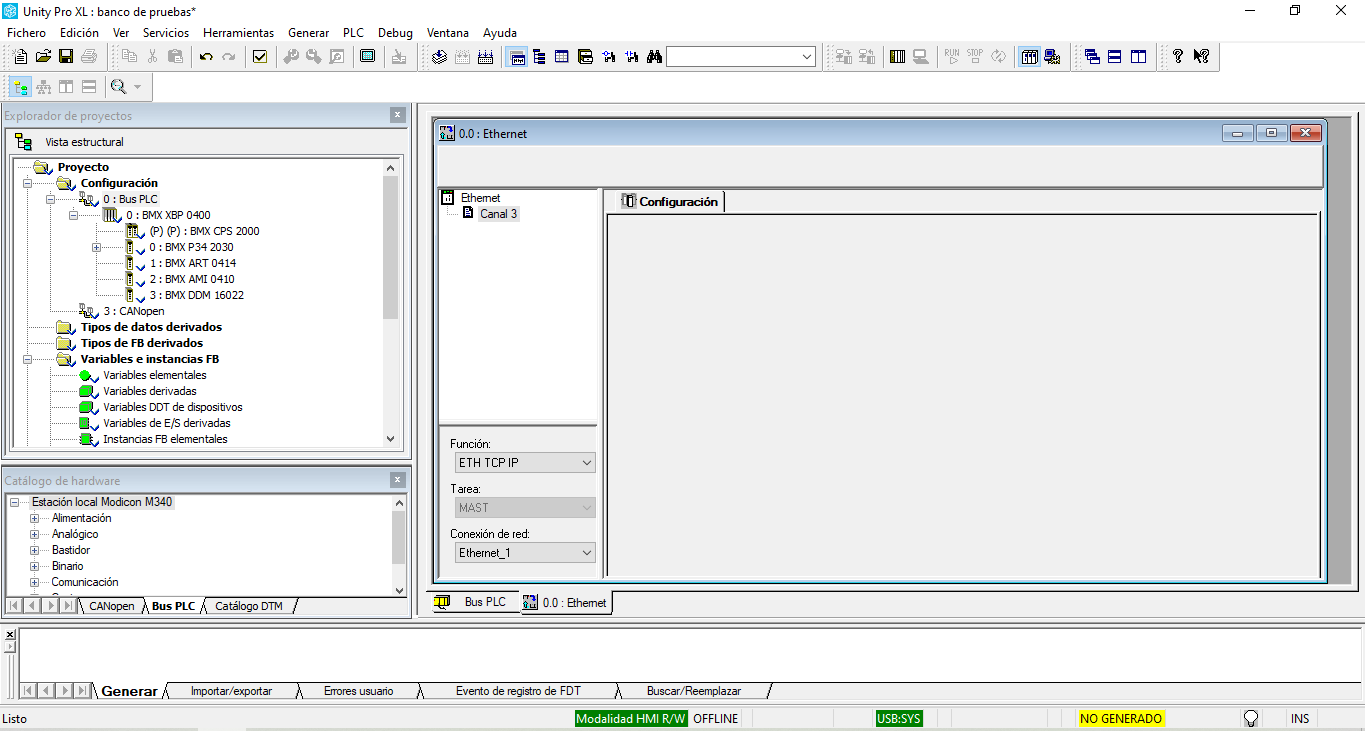 Unity Pro XL : banco de pruebas*
Fichero Edición Ver Servicios Herramientas Generar PLC Debug Ventana Ayuda
RUN STOP
Explorador de proyectos
Vista estructural
Proyecto
Configuración
0 : Bus PLC
0 : BMX XBP 0400
(P) (P) : BMX CPS 2000
0 : BMX P34 2030
1 : BMX ART 0414
2 : BMX AMI 0410
3 : BMX DDM 16022
3 : CANopen
Tipos de datos derivados
Tipos de FB derivados
Variables e instancias FB
Variables elementales
Variables derivadas
Variables DDT de dispositivos
Variables de E/S derivadas
Instancias FB elementales
Catálogo de hardware
Estación local Modicon M340
Alimentación
Analógico
Bastidor
Binario
Comunicación
CANopen Bus PLC Catálogo DTM
0.0 : Ethernet
Ethernet
Canal 3
Configuración
Función:
ETH TCP IP
Tarea:
MAST
Conexión de red:
Ethernet_1
Bus PLC 0.0 : Ethernet
Generar Importar/exportar Errores usuario Evento de registro de FDT Buscar/Reemplazar
Listo Modalidad HMI R/W OFFLINE USB:SYS NO GENERADO INS